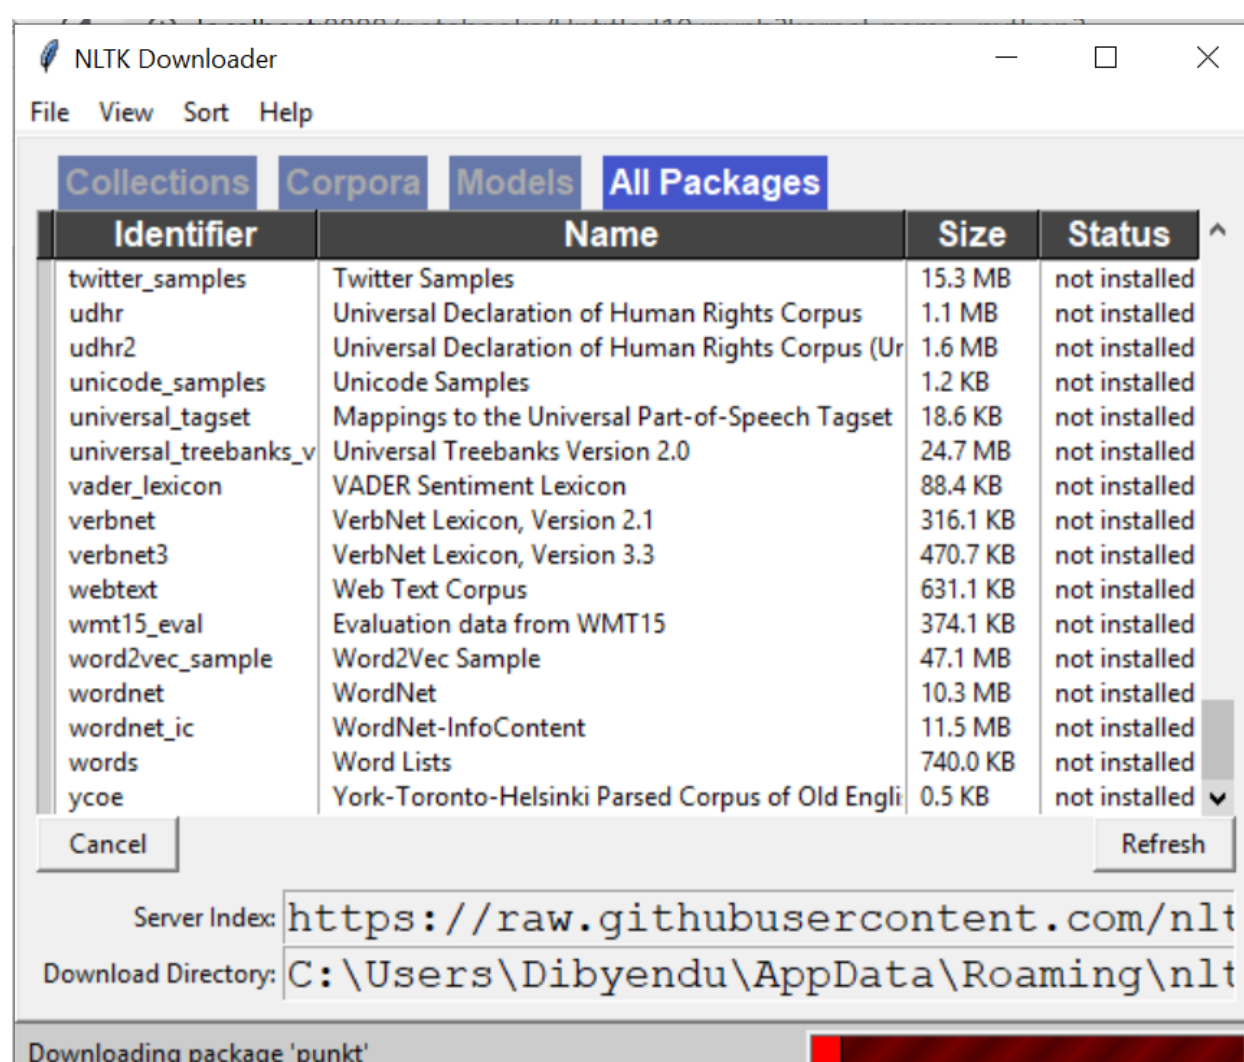 NLTK Downloader
File View Sort Help
Collections Corpora Models All Packages
Identifier Name Size Status
twitter_samples Twitter Samples 15.3 MB not installed
udhr Universal Declaration of Human Rights Corpus 1.1 MB not installed
udhr2 Universal Declaration of Human Rights Corpus (Ur 1.6 MB not installed
unicode_samples Unicode Samples 1.2 KB not installed
universal_tagset Mappings to the Universal Part-of-Speech Tagset 18.6 KB not installed
universal_treebanks_v Universal Treebanks Version 2.0 24.7 MB not installed
vader_lexicon VADER Sentiment Lexicon 88.4 KB not installed
verbnet VerbNet Lexicon, Version 2.1 316.1 KB not installed
verbnet3 VerbNet Lexicon, Version 3.3 470.7 KB not installed
webtext Web Text Corpus 631.1 KB not installed
wmt15_eval Evaluation data from WMT15 374.1 KB not installed
word2vec_sample Word2Vec Sample 47.1 MB not installed
wordnet WordNet 10.3 MB not installed
wordnet_ic WordNet-InfoContent 11.5 MB not installed
words Word Lists 740.0 KB not installed
ycoe York-Toronto-Helsinki Parsed Corpus of Old Engli 0.5 KB not installed
Cancel Refresh
Server Index: https://raw.githubusercontent.com/nlt
Download Directory: C:\Users\Dibyendu\AppData\Roaming\nlt
Downloading package 'punkt'